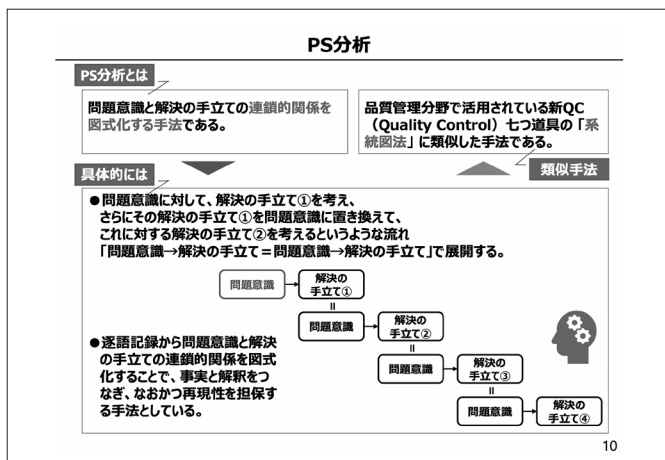 PS分析
PS分析とは
問題意識と解決の手立ての連鎖的関係を
図式化する手法である。
品質管理分野で活用されている新QC
（Quality Control）七つ道具の「系
統図法」に類似した手法である。
類似手法
具体的には
●問題意識に対して、解決の手立て①を考え、
さらにその解決の手立て①を問題意識に置き換えて、
これに対する解決の手立て②を考えるというような流れ
「問題意識→解決の手立て＝問題意識→解決の手立て」で展開する。
問題意識
解決の
手立て①
=
問題意識
解決の
手立て②
=
問題意識
解決の
手立て③
=
問題意識
解決の
手立て④
●逐語記録から問題意識と解決
の手立ての連鎖的関係を図式
化することで、事実と解釈をつ
なぎ、なおかつ再現性を担保す
る手法としている。
10